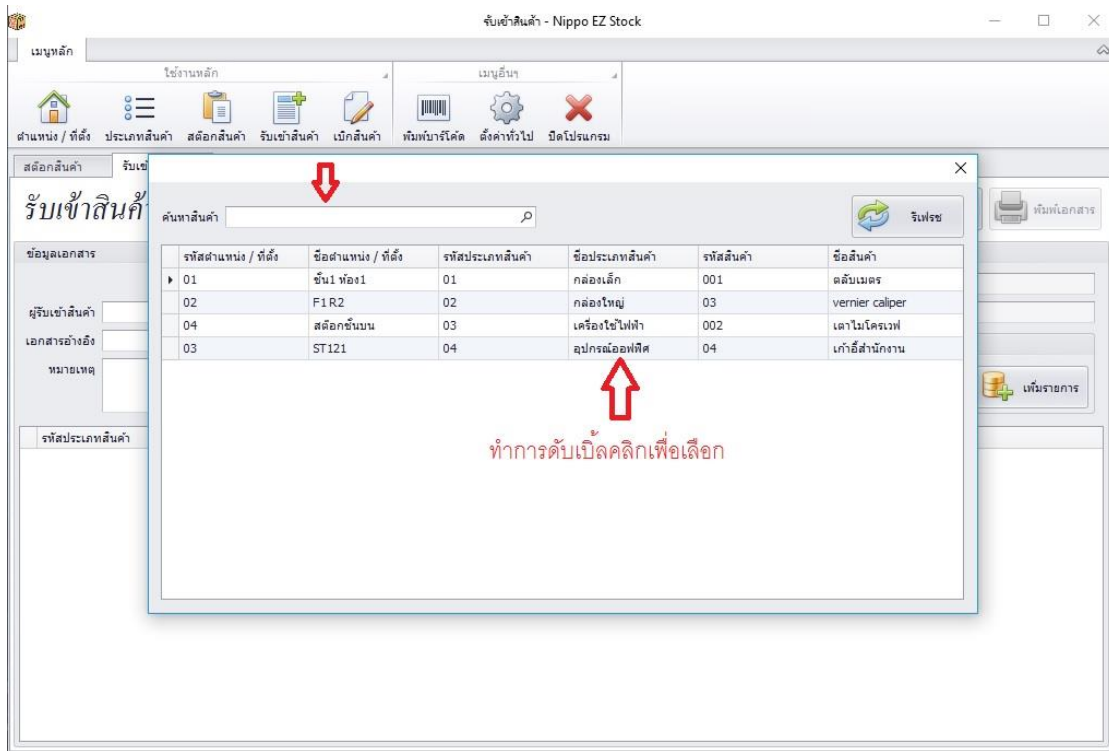 รับเข้าสินค้า - Nippo EZ Stock
เมนูหลัก
ใช้งานหลัก เมนูอื่นๆ
ตำแหน่ง / ที่ตั้ง ประเภทสินค้า สต๊อกสินค้า รับเข้าสินค้า เบิกสินค้า พิมพ์บาร์โค้ด ตั้งค่าทั่วไป ปิดโปรแกรม
สต๊อกสินค้า รับเข้
รับเข้าสินค้ พิมพ์เอกสาร
ค้นหาสินค้า รีเฟรช
ข้อมูลเอกสาร
รหัสตำแหน่ง / ที่ตั้ง ชื่อตำแหน่ง / ที่ตั้ง รหัสประเภทสินค้า ชื่อประเภทสินค้า รหัสสินค้า ชื่อสินค้า
01 ชั้น1 ห้อง1 01 กล่องเล็ก 001 ตลับเมตร
02 F1R2 02 กล่องใหญ่ 03 vernier caliper
04 สต๊อกชั้นบน 03 เครื่องใช้ไฟฟ้า 002 เตาไมโครเวฟ
03 ST121 04 อุปกรณ์ออฟฟิศ 04 เก้าอี้สำนักงาน
ผู้รับเข้าสินค้า
เอกสารอ้างอิง
หมายเหตุ
เพิ่มรายการ
รหัสประเภทสินค้า
ทำการดับเบิ้ลคลิกเพื่อเลือก